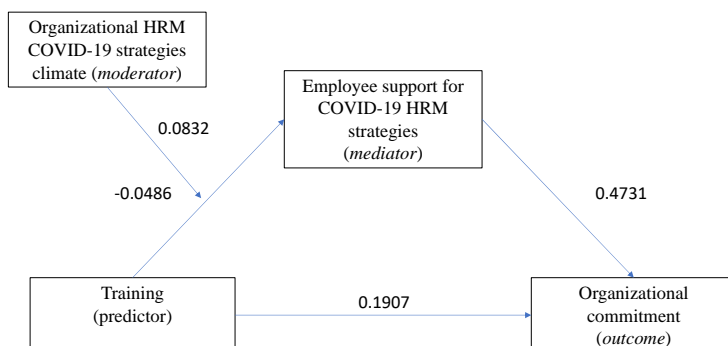 Organizational HRM
COVID-19 strategies
climate (moderator)
Employee support for
COVID-19 HRM
strategies
(mediator)
0.0832
-0.0486
0.4731
Training
(predictor)
0.1907
Organizational
commitment
(outcome)